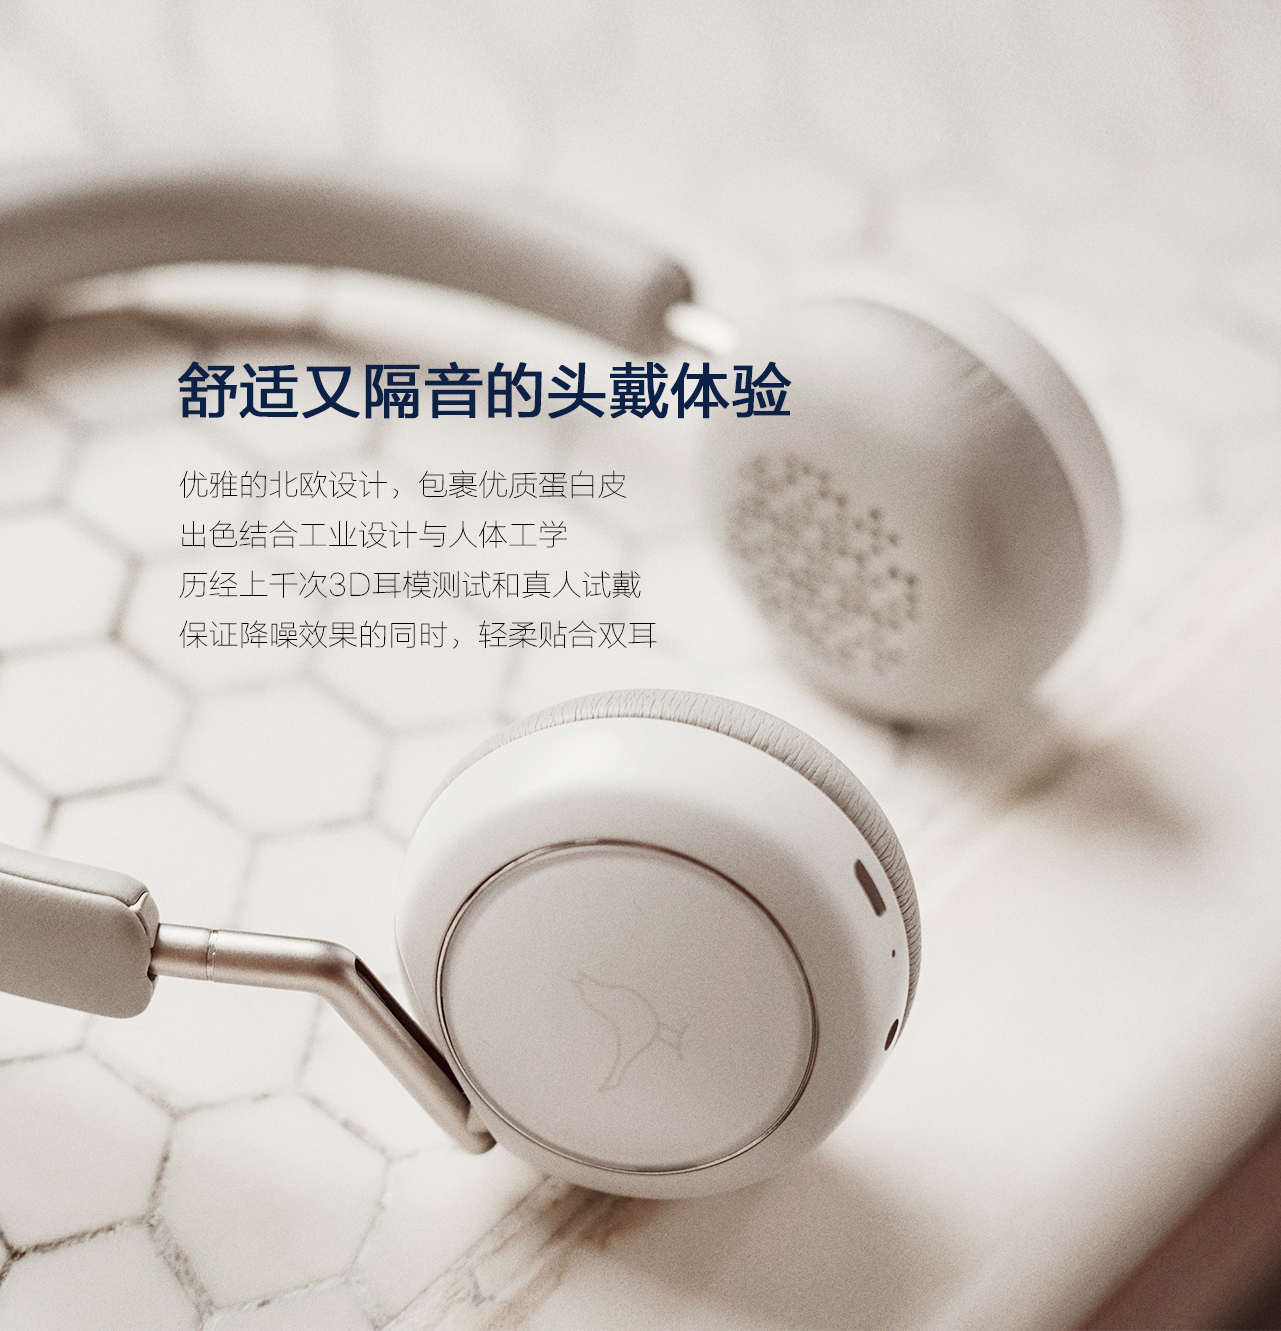 舒适又隔音的头戴体验
优雅的北欧设计，包裹优质蛋白皮
出色结合工业设计与人体工学
历经上千次3D耳模测试和真人试戴
保证降噪效果的同时，轻柔贴合双耳